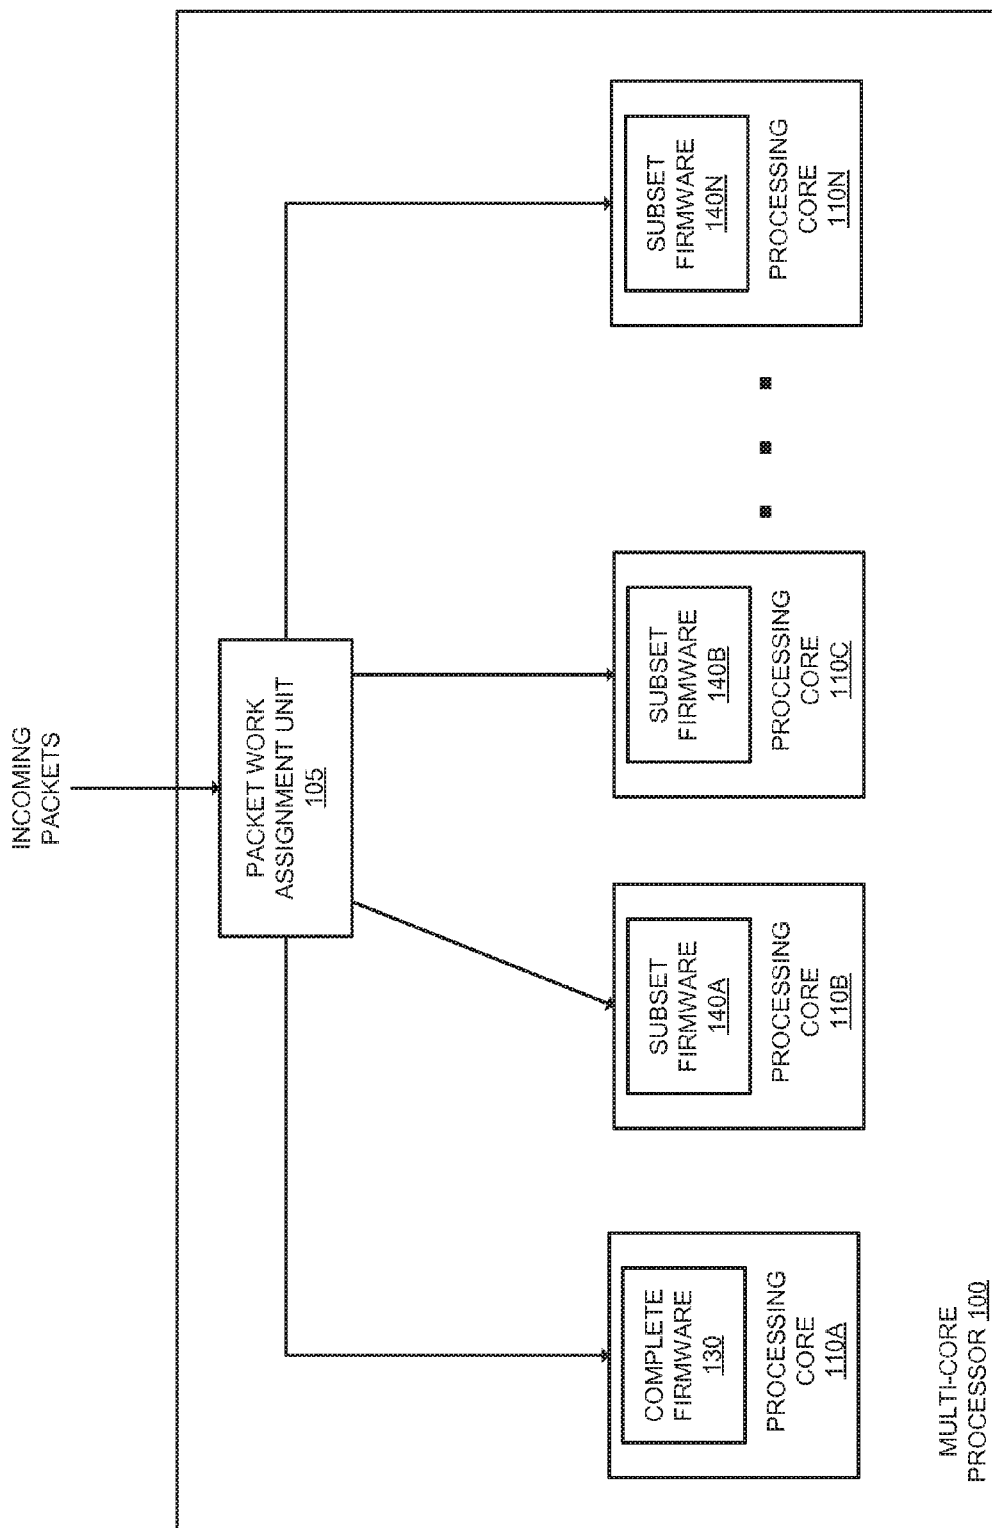 INCOMING
PACKETS
PACKET WORK
ASSIGNMENT UNIT
105
COMPLETE
FIRMWARE
130
PROCESSING
CORE
110A
SUBSET
FIRMWARE
140A
PROCESSING
CORE
110B
SUBSET
FIRMWARE
140B
PROCESSING
CORE
110C
SUBSET
FIRMWARE
140N
PROCESSING
CORE
110N
MULTI-CORE
PROCESSOR 100